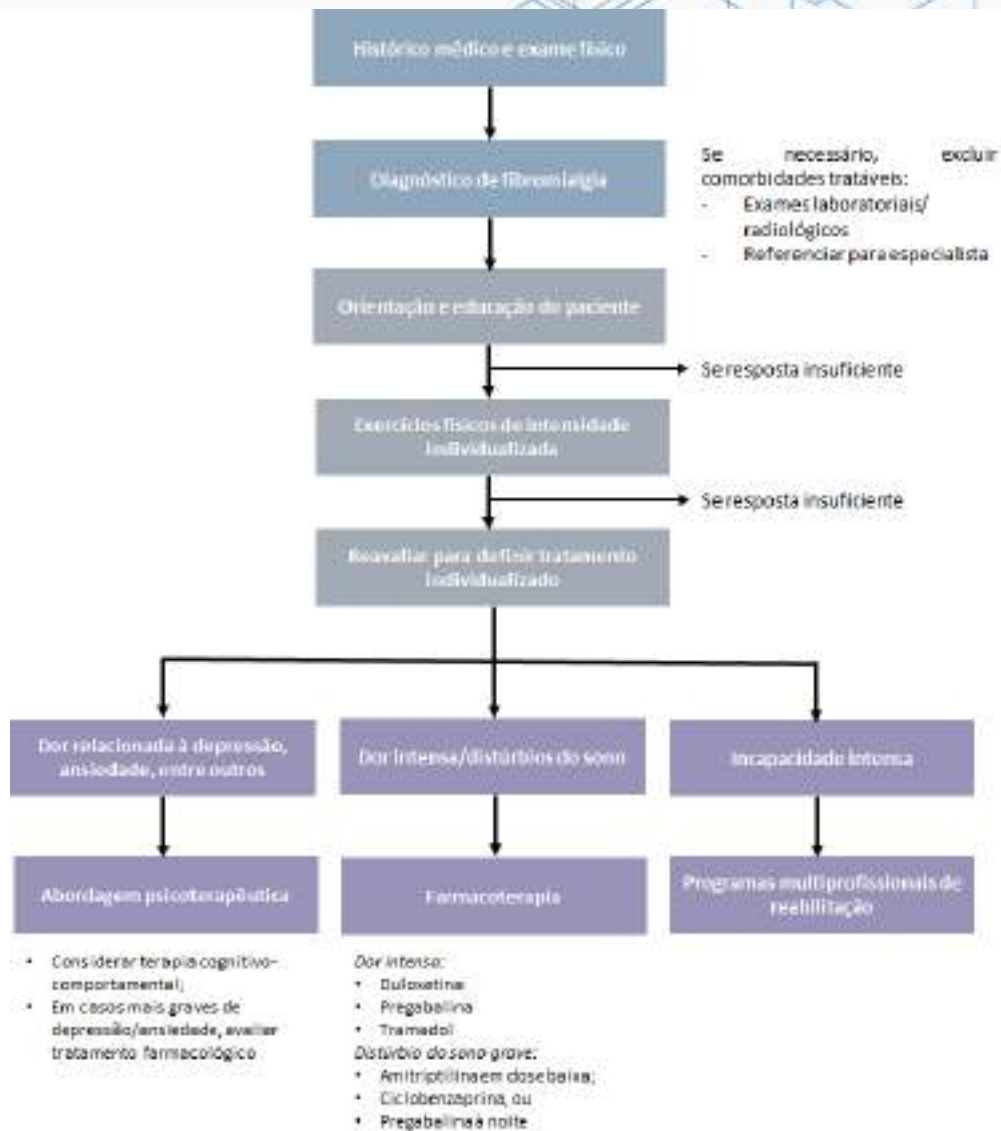 Histórico médico e exame físico
Diagnóstico de fibromialgia
Se necessário, excluir
comorbidades tratáveis:
- Exames laboratoriais/
radiológicos
- Referenciar para especialista
Orientação e educação do paciente
Se resposta insuficiente
Exercícios físicos de intensidade
individualizada
Se resposta insuficiente
Reavaliar para definir tratamento
individualizado
Dor relacionada à depressão,
ansiedade, entre outros
Dor intensa/distúrbios do sono
Incapacidade intensa
Abordagem psicoterapêutica
Farmacoterapia
Programas multiprofissionais de
reabilitação
• Considerar terapia cognitivo-
comportamental;
• Em casos mais graves de
depressão/ansiedade, avaliar
tratamento farmacológico
Dor intensa:
• Duloxetina
• Pregabalina
• Tramadol
Distúrbio do sono grave:
• Amitriptilina em dose baixa;
• Ciclobenzaprina, ou
• Pregabalina à noite